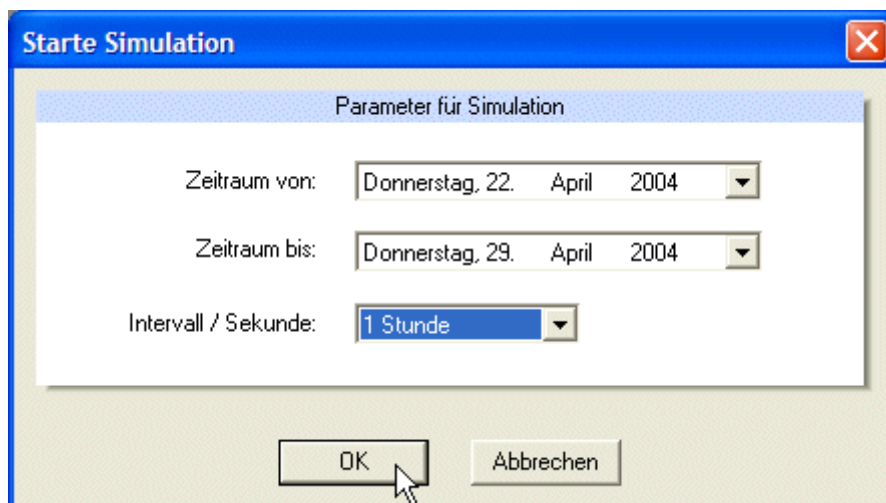 Starte Simulation
Parameter für Simulation
Zeitraum von: Donnerstag, 22. April 2004
Zeitraum bis: Donnerstag, 29. April 2004
Intervall / Sekunde: 1 Stunde
OK Abbrechen